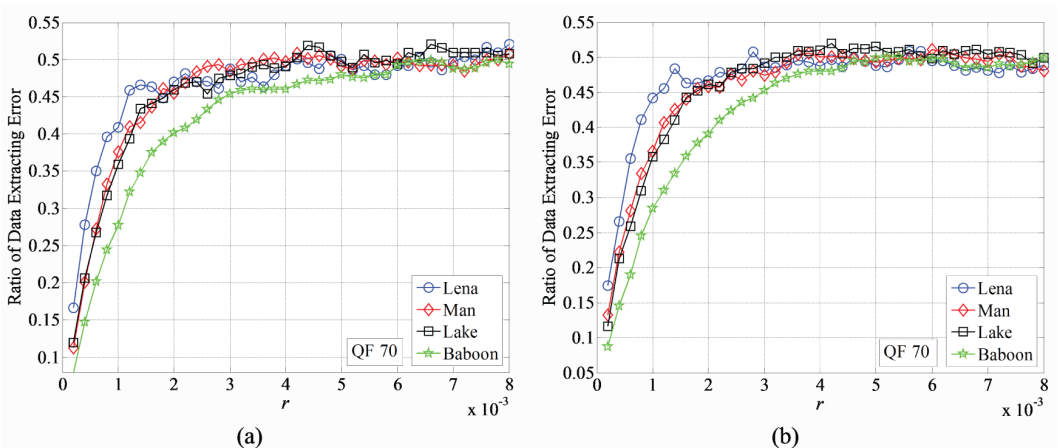 0.55
0.5
0.45
0.4
0.35
0.3
0.25
0.2
0.15
0.1
Ratio of Data Extracting Error
Lena
Man
Lake
Baboon
QF 70
0 1 2 3 4 5 6 7 8
r
x 10⁻³
(a)
0.55
0.5
0.45
0.4
0.35
0.3
0.25
0.2
0.15
0.1
0.05
Ratio of Data Extracting Error
Lena
Man
Lake
Baboon
QF 70
0 1 2 3 4 5 6 7 8
r
x 10⁻³
(b)